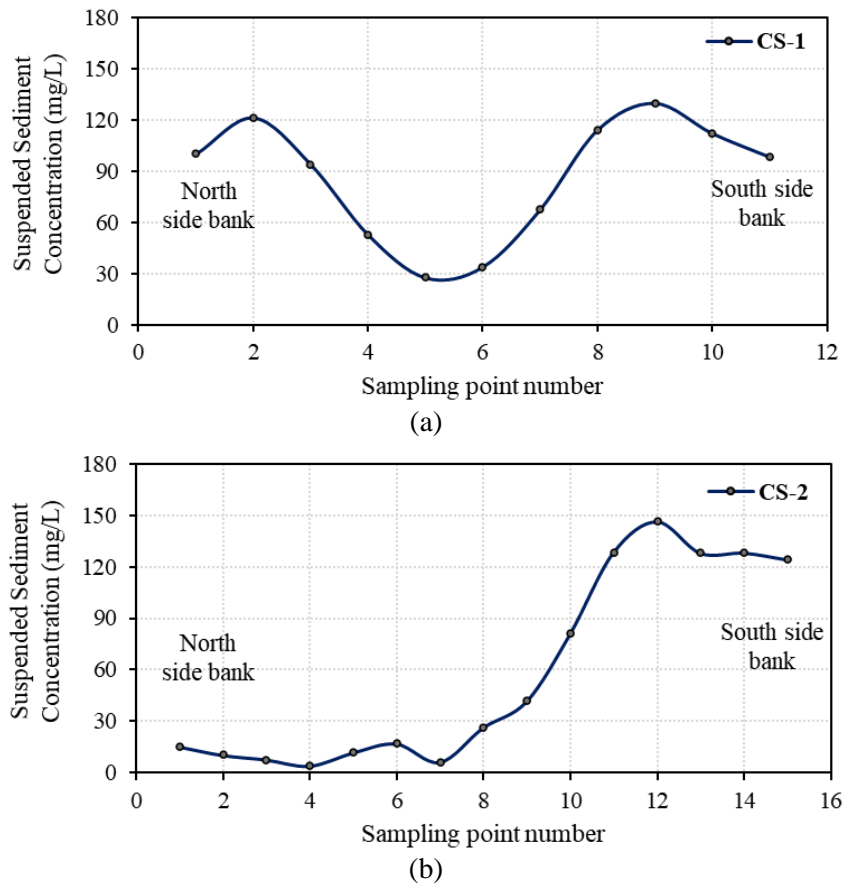 180
CS-1
150
120
90
60
30
0
Suspended Sediment
Concentration (mg/L)
North
side bank
South side
bank
0 2 4 6 8 10 12
Sampling point number
(a)
180
CS-2
150
120
90
60
30
0
Suspended Sediment
Concentration (mg/L)
North
side bank
South side
bank
0 2 4 6 8 10 12 14 16
Sampling point number
(b)